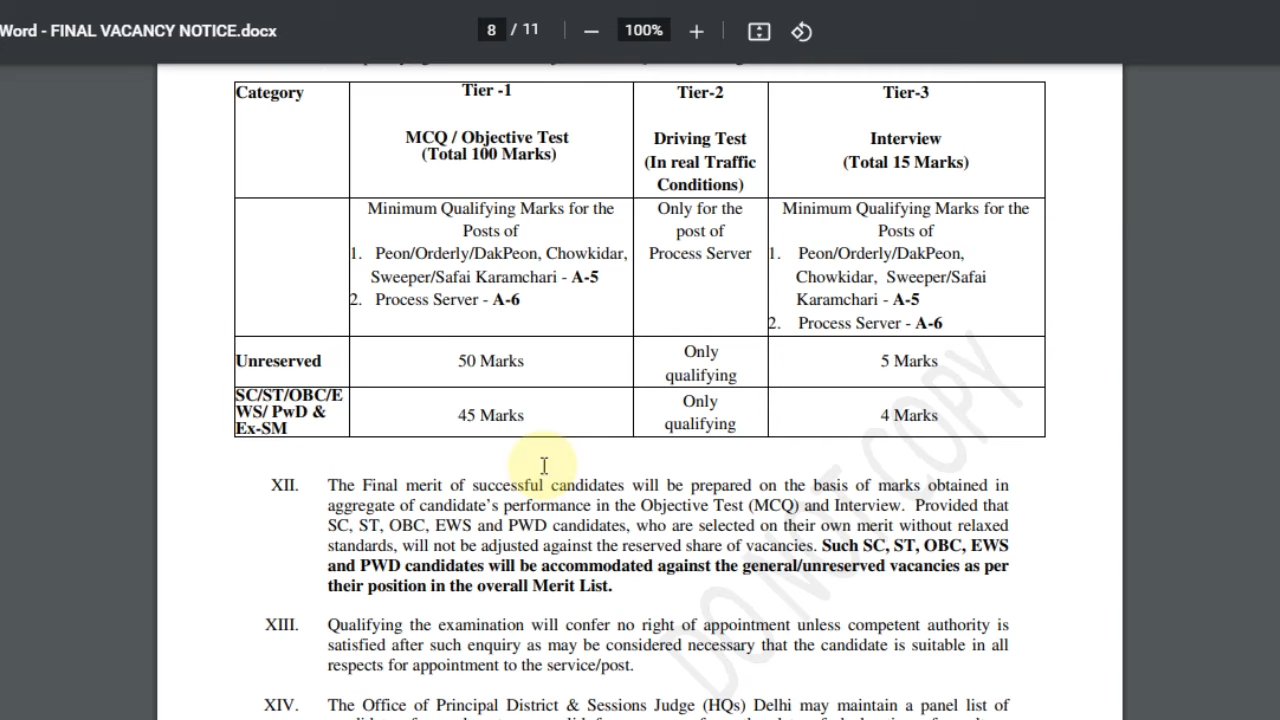 Word - FINAL VACANCY NOTICE.docx
8 / 11
100%
Category
Tier -1
MCQ / Objective Test
(Total 100 Marks)
Tier-2
Driving Test
(In real Traffic
Conditions)
Tier-3
Interview
(Total 15 Marks)
Minimum Qualifying Marks for the
Posts of
1. Peon/Orderly/DakPeon, Chowkidar,
Sweeper/Safai Karamchari - A-5
2. Process Server - A-6
Only for the
post of
Process Server
Minimum Qualifying Marks for the
Posts of
1. Peon/Orderly/DakPeon,
Chowkidar, Sweeper/Safai
Karamchari - A-5
2. Process Server - A-6
Unreserved
50 Marks
Only
qualifying
5 Marks
SC/ST/OBC/E
WS/ PwD &
Ex-SM
45 Marks
Only
qualifying
4 Marks
XII. The Final merit of successful candidates will be prepared on the basis of marks obtained in
aggregate of candidate's performance in the Objective Test (MCQ) and Interview. Provided that
SC, ST, OBC, EWS and PWD candidates, who are selected on their own merit without relaxed
standards, will not be adjusted against the reserved share of vacancies. Such SC, ST, OBC, EWS
and PWD candidates will be accommodated against the general/unreserved vacancies as per
their position in the overall Merit List.
XIII. Qualifying the examination will confer no right of appointment unless competent authority is
satisfied after such enquiry as may be considered necessary that the candidate is suitable in all
respects for appointment to the service/post.
XIV. The Office of Principal District & Sessions Judge (HQs) Delhi may maintain a panel list of
DO NOT COPY